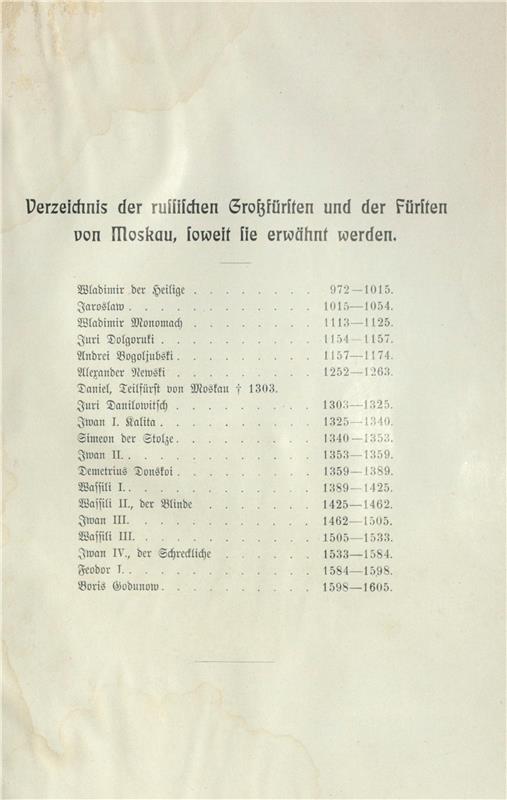 Verzeichnis der russischen Großfürsten und der Fürsten
von Moskau, soweit sie erwähnt werden.
Wladimir der Heilige . . . . . . . . 972—1015.
Jaroslaw . . . . . . . . . . . . 1015—1054.
Wladimir Monomach . . . . . . . . 1113—1125.
Juri Dolgoruki . . . . . . . . . . 1154—1157.
Andrei Bogoljubski . . . . . . . . . 1157—1174.
Alexander Newski . . . . . . . . . 1252—1263.
Daniel, Teilfürst von Moskau † 1303.
Juri Danilowitsch . . . . . . . . . 1303—1325.
Iwan I. Kalita . . . . . . . . . . 1325—1340.
Simeon der Stolze . . . . . . . . . 1340—1353.
Iwan II. . . . . . . . . . . . . 1353—1359.
Demetrius Donskoi . . . . . . . . . 1359—1389.
Wassili I. . . . . . . . . . . . . 1389—1425.
Wassili II., der Blinde . . . . . . . 1425—1462.
Iwan III. . . . . . . . . . . . . 1462—1505.
Wassili III. . . . . . . . . . . . 1505—1533.
Iwan IV., der Schreckliche . . . . . . 1533—1584.
Feodor I. . . . . . . . . . . . . 1584—1598.
Boris Godunow . . . . . . . . . . 1598—1605.